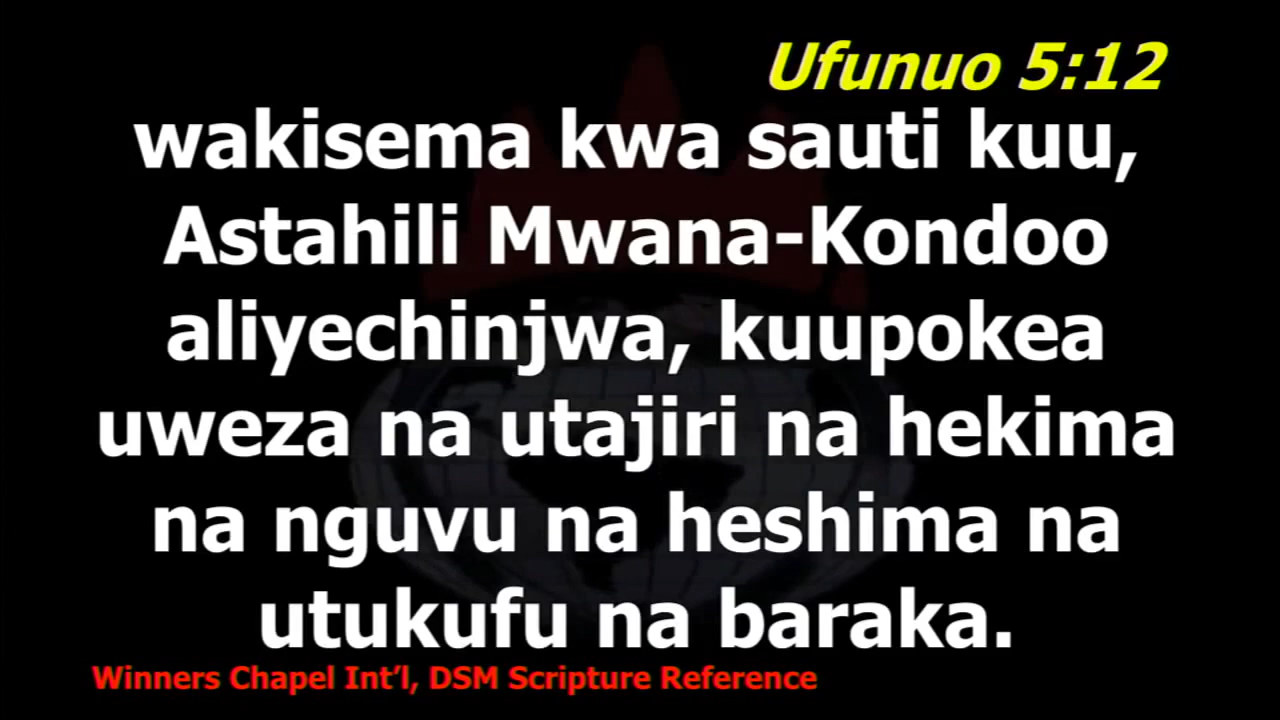 Ufunuo 5:12
wakisema kwa sauti kuu,
Astahili Mwana-Kondoo
aliyechinjwa, kuupokea
uweza na utajiri na hekima
na nguvu na heshima na
utukufu na baraka.
Winners Chapel Int’l, DSM Scripture Reference